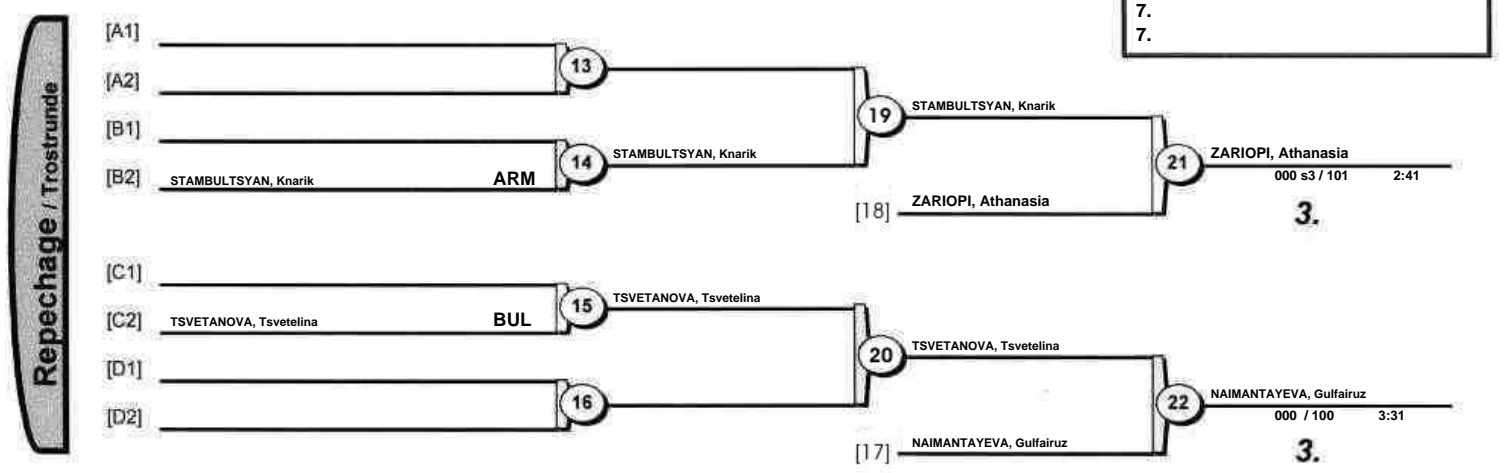 7.
7.
Repechage / Trostrunde
[A1]
[A2]
13
[B1]
[B2] STAMBULTSYAN, Knarik ARM
14
STAMBULTSYAN, Knarik
19
STAMBULTSYAN, Knarik
[18] ZARIOPI, Athanasia
21
ZARIOPI, Athanasia
000 s3 / 101 2:41
3.
[C1]
[C2] TSVETANOVA, Tsvetelina BUL
15
TSVETANOVA, Tsvetelina
[D1]
[D2]
16
20
TSVETANOVA, Tsvetelina
[17] NAIMANTAYEVA, Gulfairuz
22
NAIMANTAYEVA, Gulfairuz
000 / 100 3:31
3.